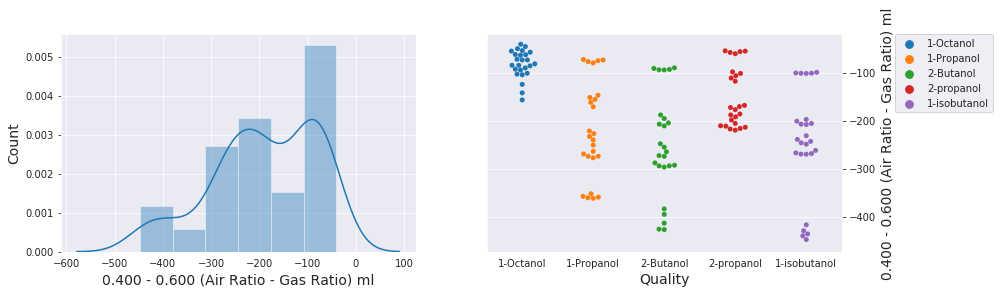 0.005
0.004
0.003
0.002
0.001
0.000
Count
−600 −500 −400 −300 −200 −100 0 100
0.400 - 0.600 (Air Ratio - Gas Ratio) ml
1-Octanol 1-Propanol 2-Butanol 2-propanol 1-isobutanol
Quality
−100
−200
−300
−400
0.400 - 0.600 (Air Ratio - Gas Ratio) ml
1-Octanol
1-Propanol
2-Butanol
2-propanol
1-isobutanol